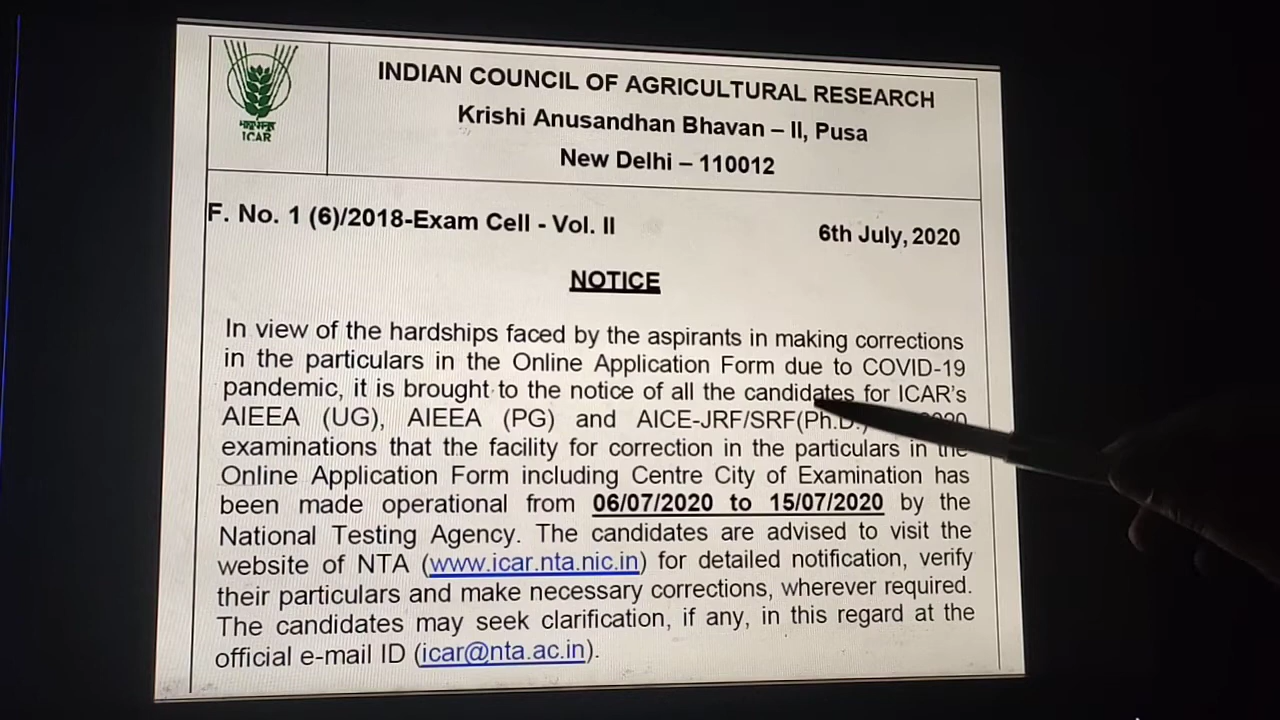 INDIAN COUNCIL OF AGRICULTURAL RESEARCH
Krishi Anusandhan Bhavan – II, Pusa
New Delhi – 110012
ICAR
F. No. 1 (6)/2018-Exam Cell - Vol. II
6th July, 2020
NOTICE
In view of the hardships faced by the aspirants in making corrections
in the particulars in the Online Application Form due to COVID-19
pandemic, it is brought to the notice of all the candidates for ICAR's
AIEEA (UG), AIEEA (PG) and AICE-JRF/SRF(Ph.D.) 2020
examinations that the facility for correction in the particulars in the
Online Application Form including Centre City of Examination has
been made operational from 06/07/2020 to 15/07/2020 by the
National Testing Agency. The candidates are advised to visit the
website of NTA (www.icar.nta.nic.in) for detailed notification, verify
their particulars and make necessary corrections, wherever required.
The candidates may seek clarification, if any, in this regard at the
official e-mail ID (icar@nta.ac.in).